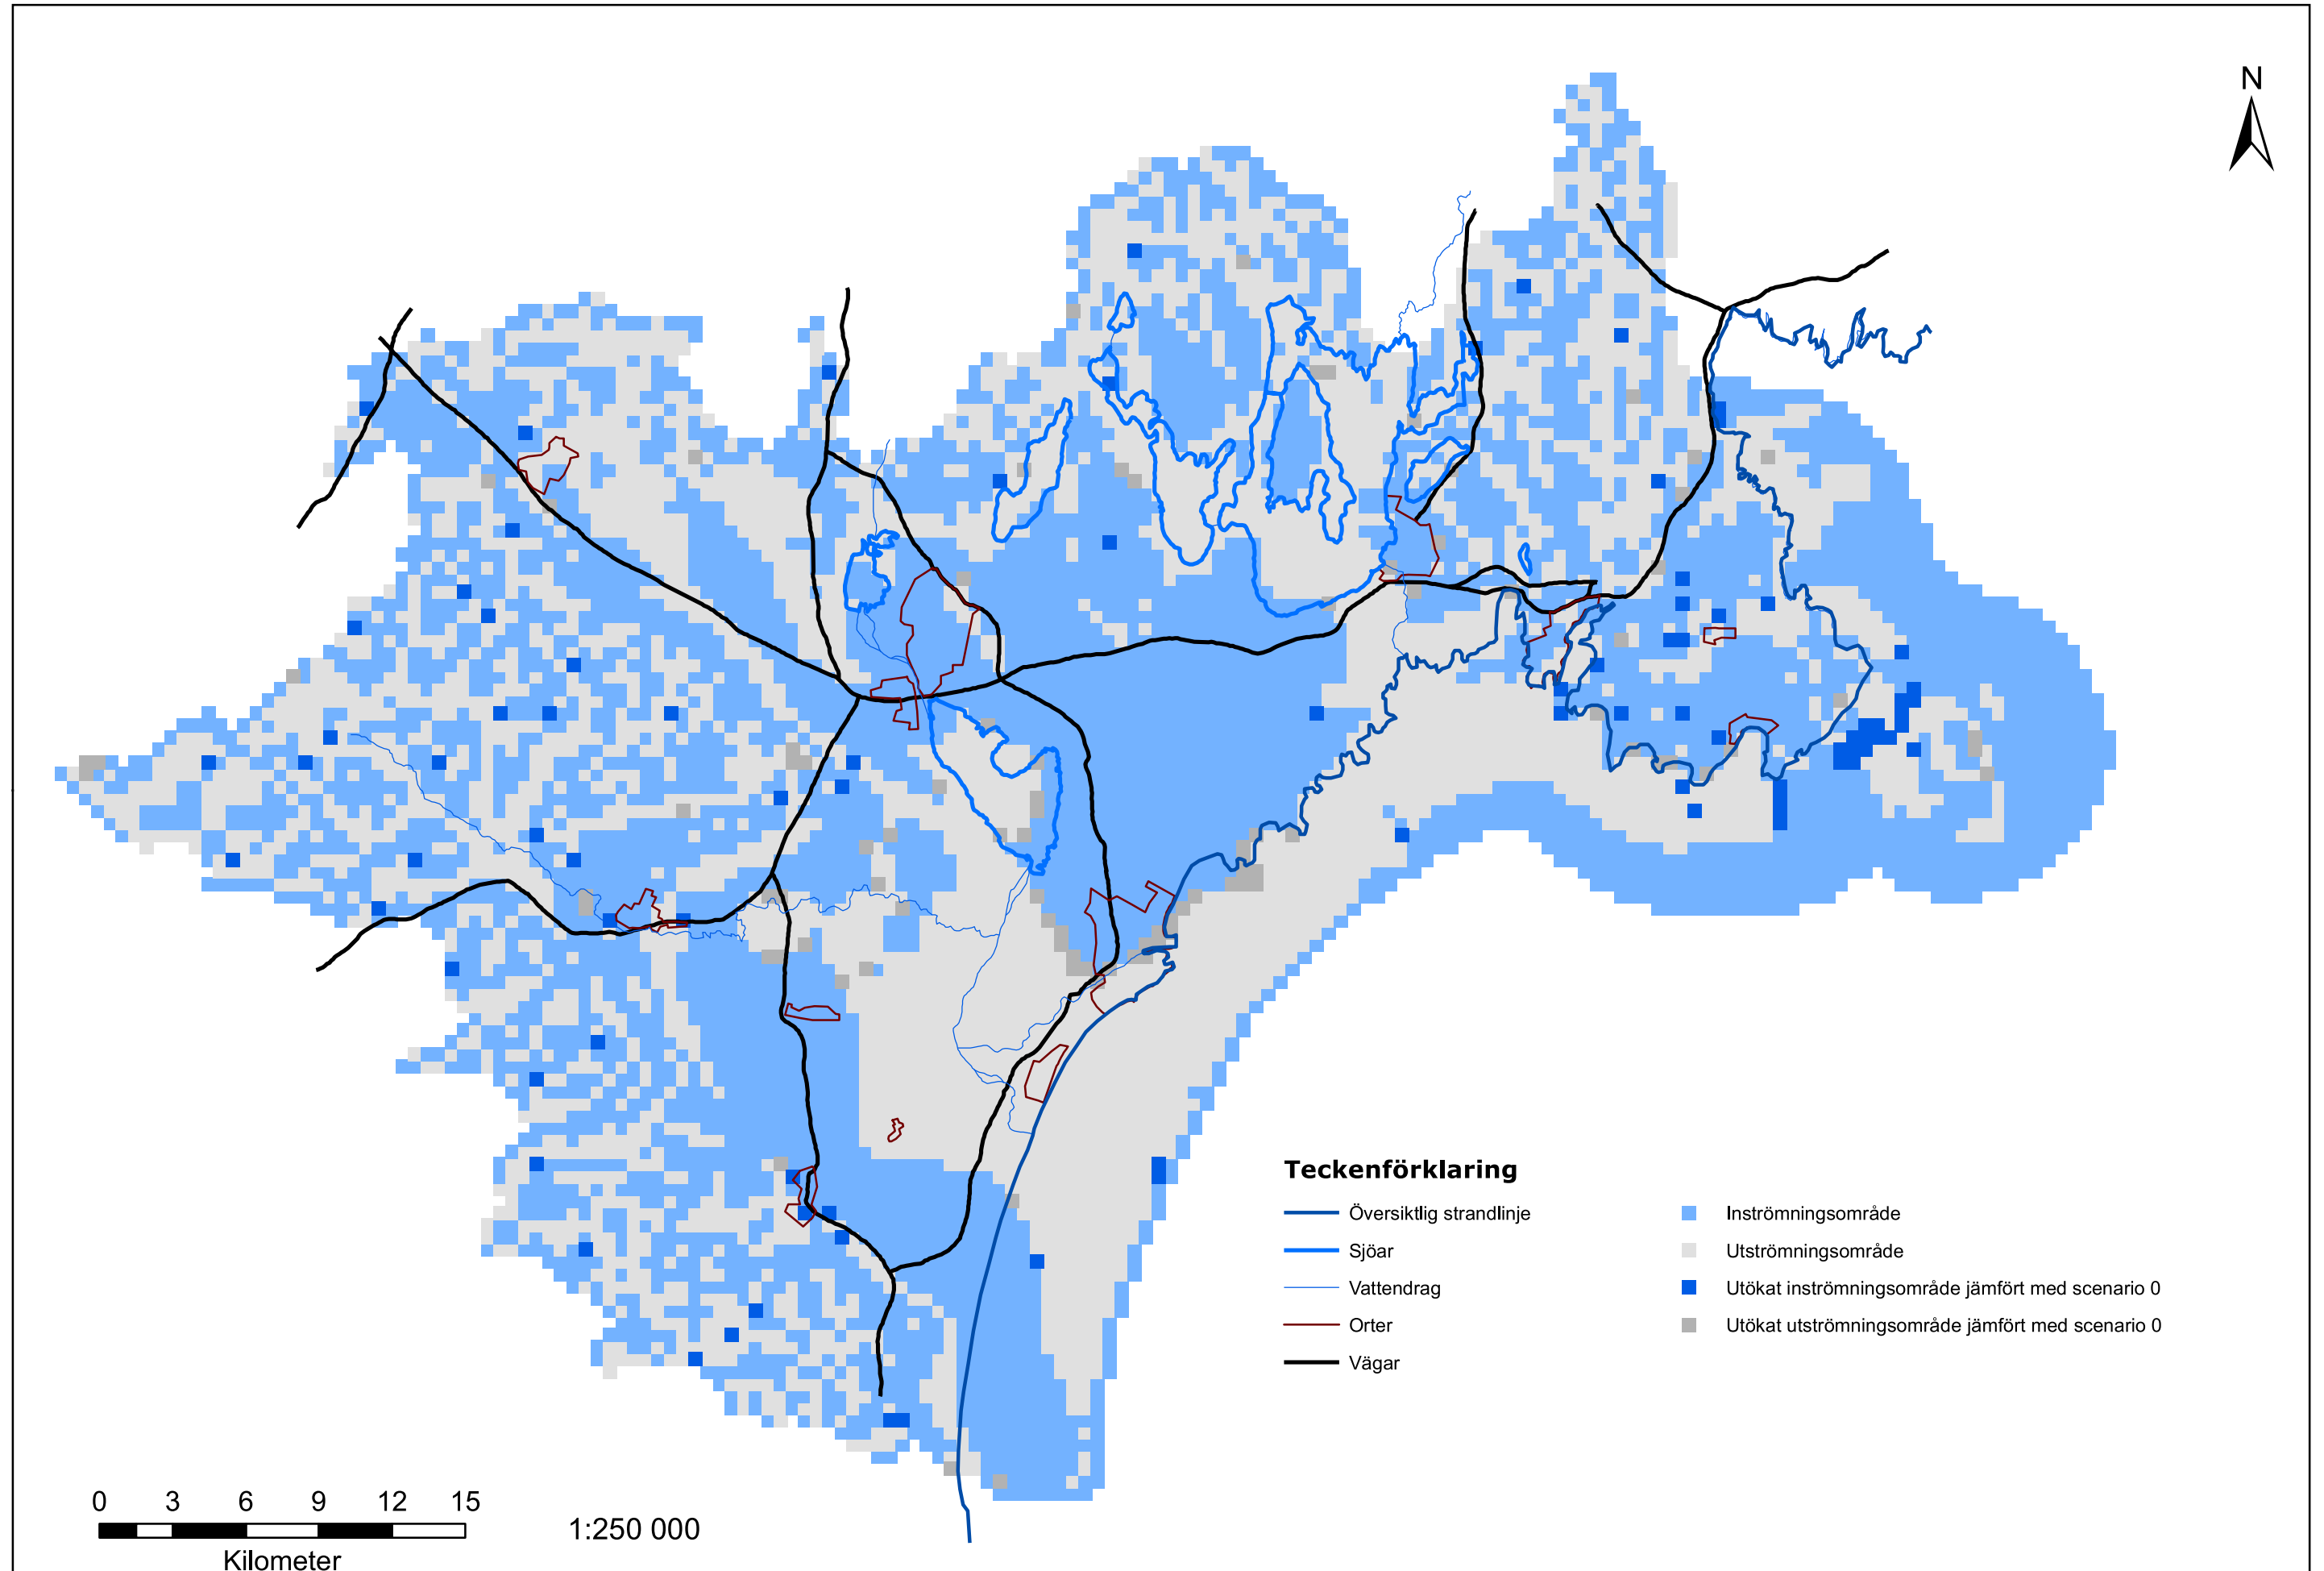 N
Teckenförklaring
Översiktlig strandlinje
Sjöar
Vattendrag
Orter
Vägar
Inströmningsområde
Utströmningsområde
Utökat inströmningsområde jämfört med scenario 0
Utökat utströmningsområde jämfört med scenario 0
0 3 6 9 12 15
Kilometer
1:250 000